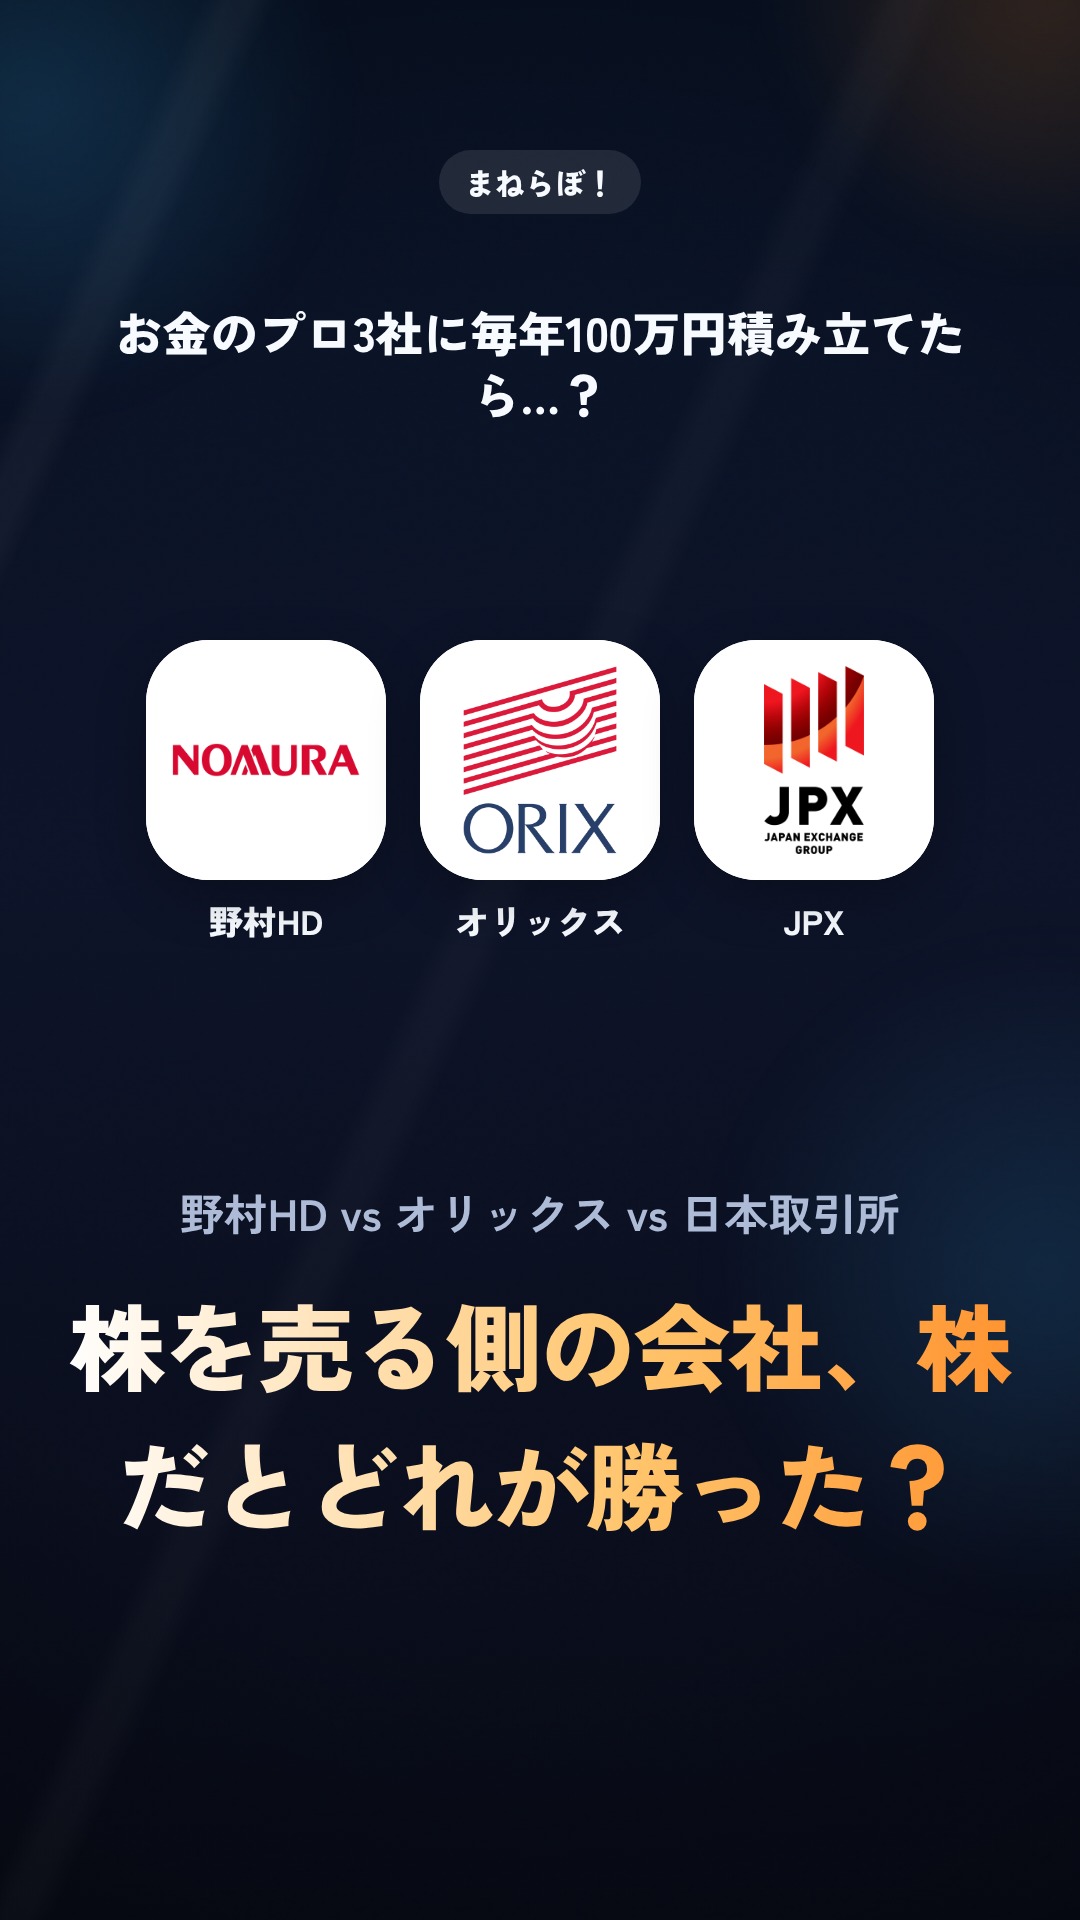 まねらぼ！
お金のプロ3社に毎年100万円積み立てた
ら…？
NOMURA
ORIX
JPX
JAPAN EXCHANGE
GROUP
野村HD
オリックス
JPX
野村HD vs オリックス vs 日本取引所
株を売る側の会社、株
だとどれが勝った？